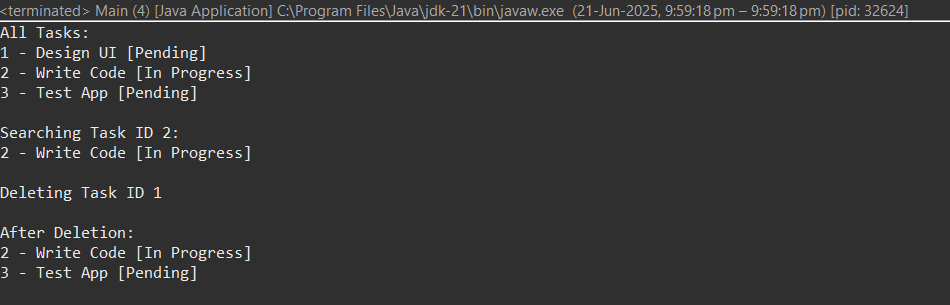 <terminated> Main (4) [Java Application] C:\Program Files\Java\jdk-21\bin\javaw.exe (21-Jun-2025, 9:59:18 pm – 9:59:18 pm) [pid: 32624]
All Tasks:
1 - Design UI [Pending]
2 - Write Code [In Progress]
3 - Test App [Pending]

Searching Task ID 2:
2 - Write Code [In Progress]

Deleting Task ID 1

After Deletion:
2 - Write Code [In Progress]
3 - Test App [Pending]